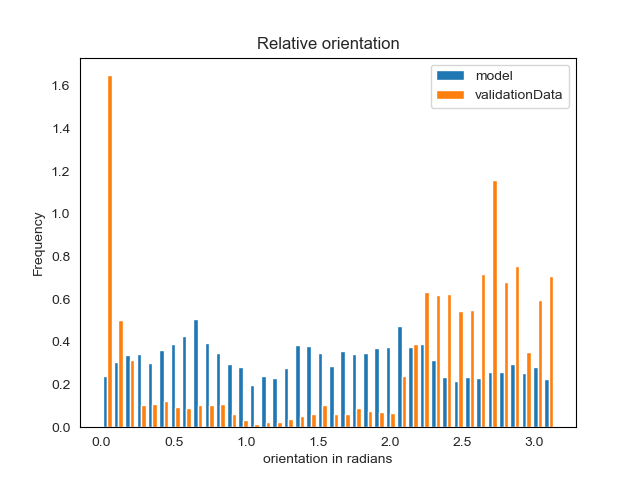 Relative orientation
model
validationData
Frequency
1.6
1.4
1.2
1.0
0.8
0.6
0.4
0.2
0.0
0.0 0.5 1.0 1.5 2.0 2.5 3.0
orientation in radians